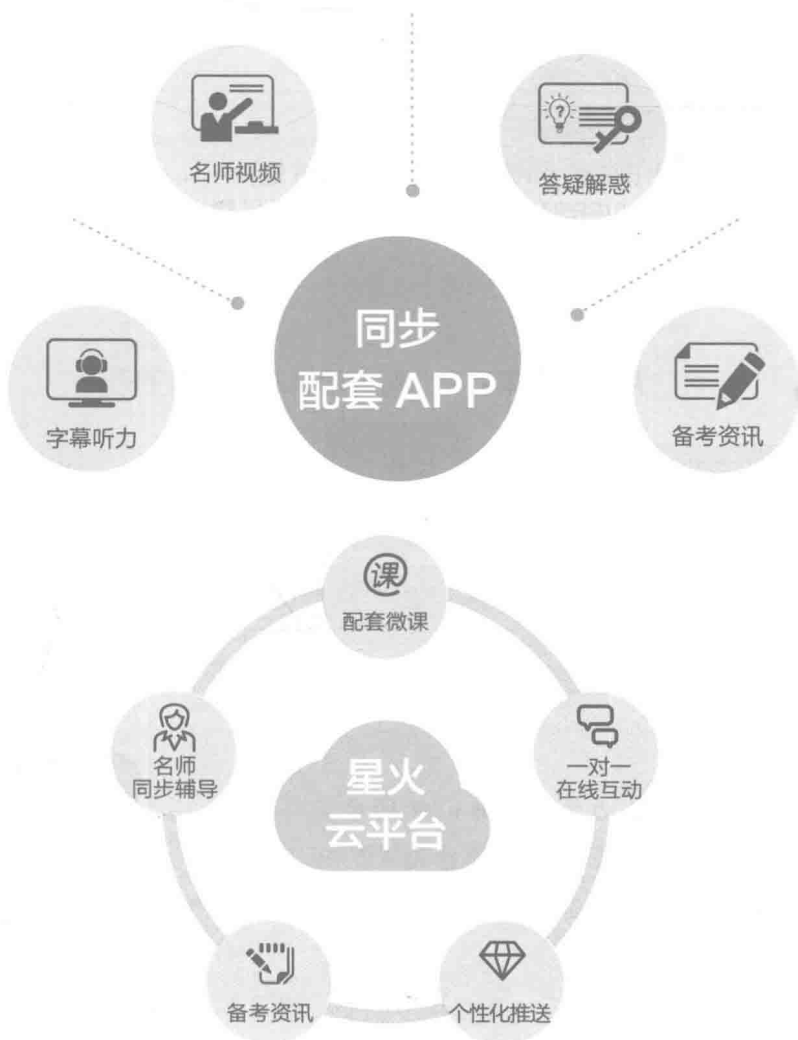 名师视频
答疑解惑
同步
配套 APP
字幕听力
备考资讯
课
配套微课
名师
同步辅导
一对一
在线互动
星火
云平台
备考资讯
个性化推送